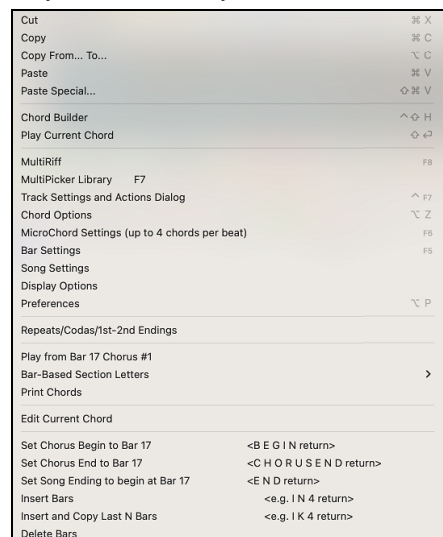 Cut ⌘ X
Copy ⌘ C
Copy From... To... ⌥ C
Paste ⌘ V
Paste Special... ⇧ ⌘ V
Chord Builder ^ ⇧ H
Play Current Chord ⇧ ↩
MultiRiff F8
MultiPicker Library F7
Track Settings and Actions Dialog ^ F7
Chord Options ⌥ Z
MicroChord Settings (up to 4 chords per beat) F6
Bar Settings F5
Song Settings
Display Options
Preferences ⌥ P
Repeats/Codas/1st-2nd Endings
Play from Bar 17 Chorus #1
Bar-Based Section Letters >
Print Chords
Edit Current Chord
Set Chorus Begin to Bar 17 <B E G I N return>
Set Chorus End to Bar 17 <C H O R U S E N D return>
Set Song Ending to begin at Bar 17 <E N D return>
Insert Bars <e.g. I N 4 return>
Insert and Copy Last N Bars <e.g. I K 4 return>
Delete Bars